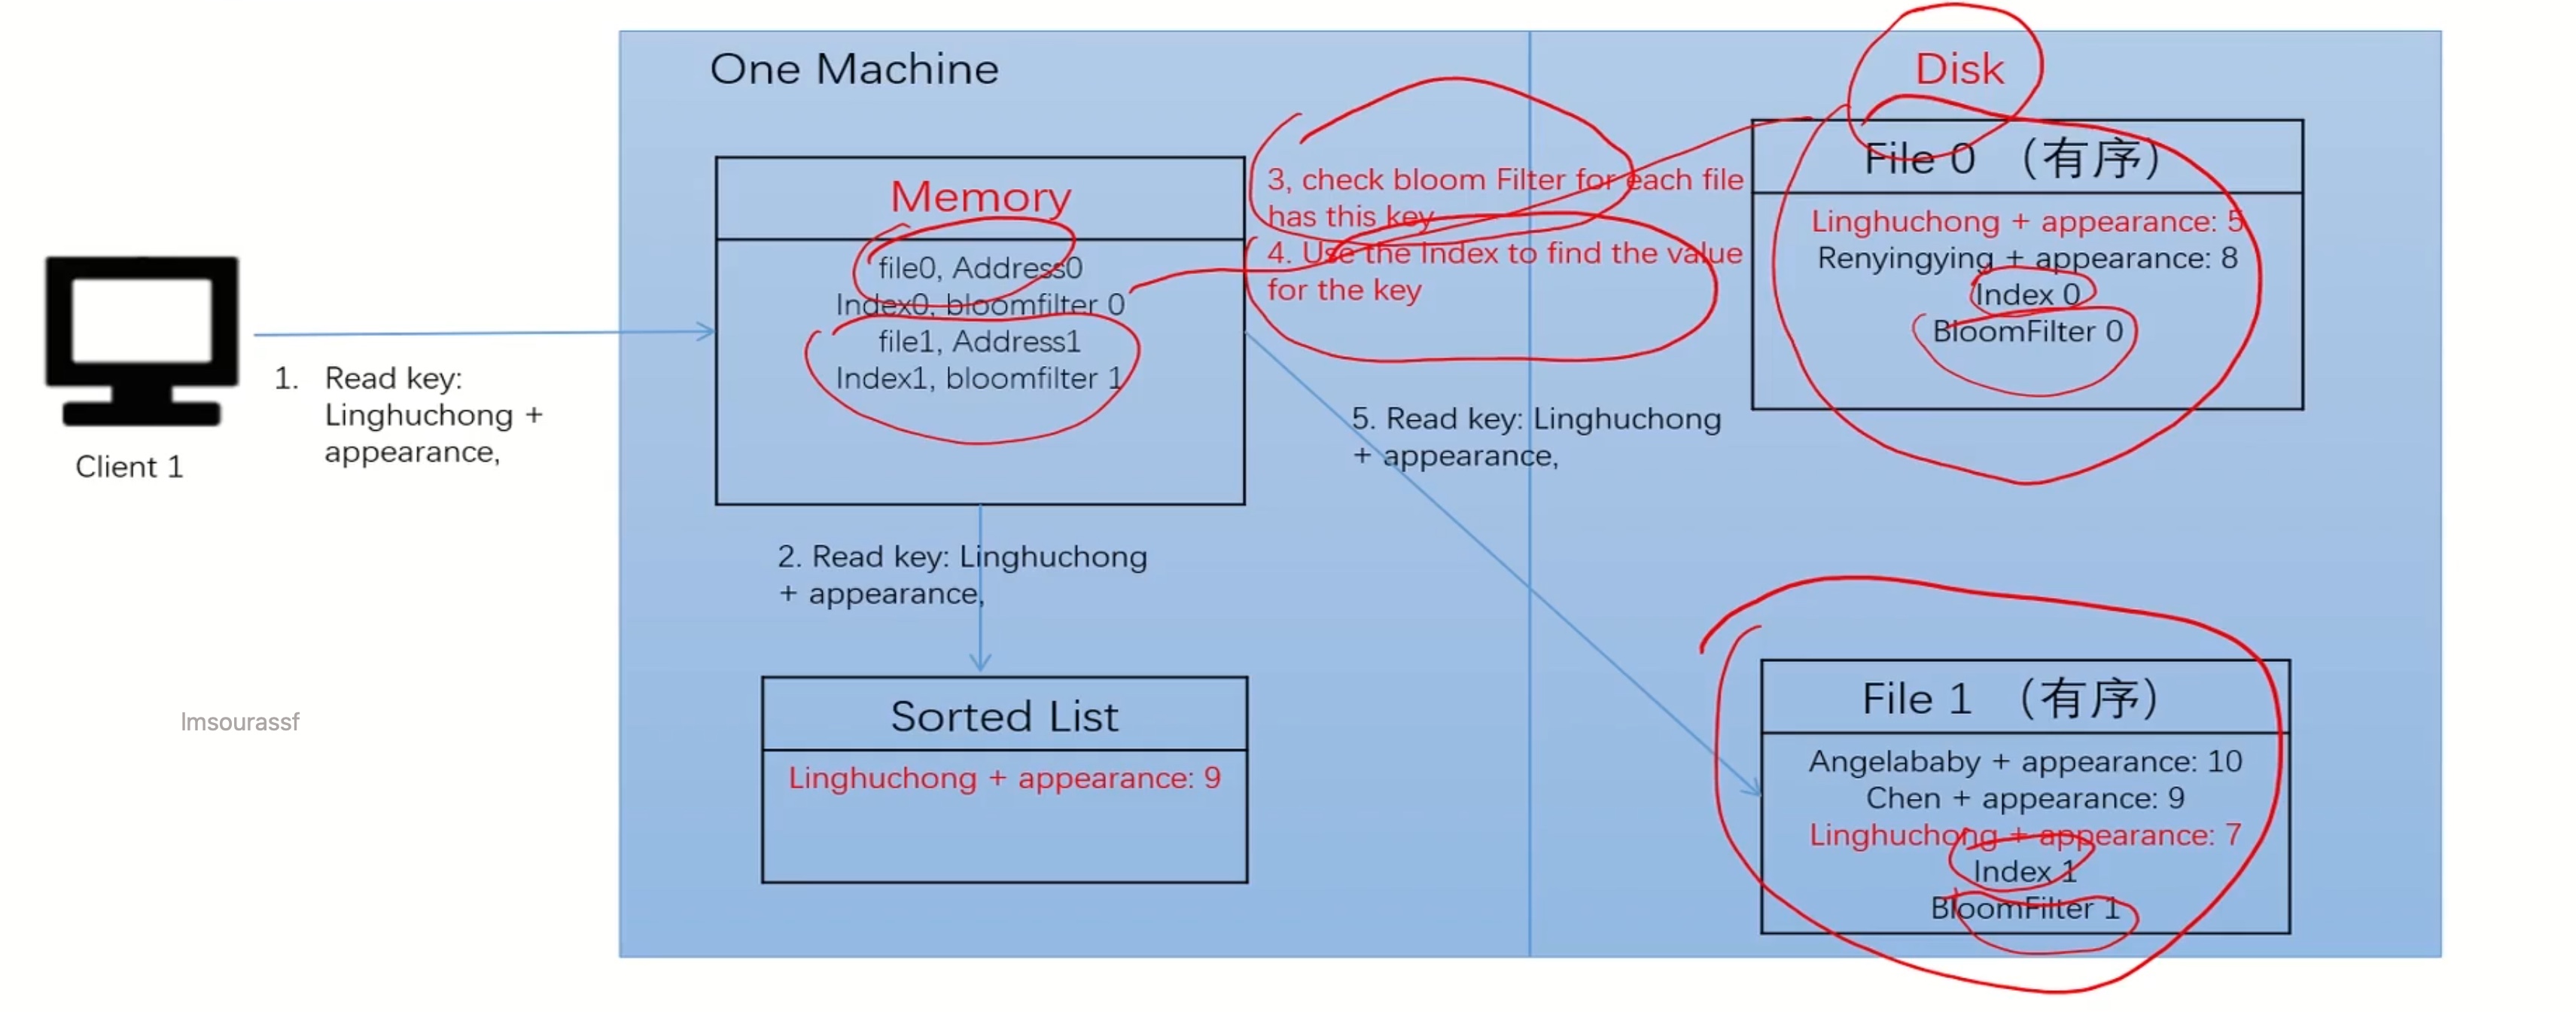 One Machine
Disk
Memory
file0, Address0
Index0, bloomfilter 0
file1, Address1
Index1, bloomfilter 1
3, check bloom Filter for each file
has this key
4. Use the Index to find the value
for the key
File 0 （有序）
Linghuchong + appearance: 5
Renyingying + appearance: 8
Index 0
BloomFilter 0
1. Read key:
Linghuchong +
appearance,
Client 1
5. Read key: Linghuchong
+ appearance,
2. Read key: Linghuchong
+ appearance,
Sorted List
Linghuchong + appearance: 9
File 1 （有序）
Angelababy + appearance: 10
Chen + appearance: 9
Linghuchong + appearance: 7
Index 1
BloomFilter 1
lmsourassf